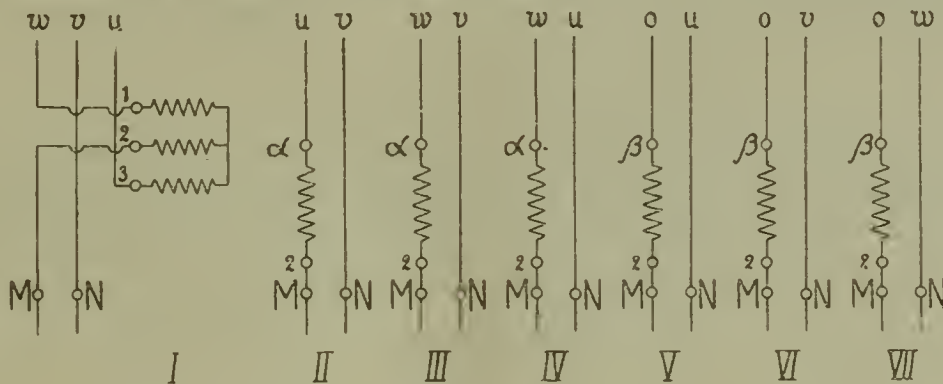 w v u u v w v w u o u o v o w
1
2
3
α α α β β β
2 2 2 2 2 2
M N M N M N M N M N M N M N
I II III IV V VI VII